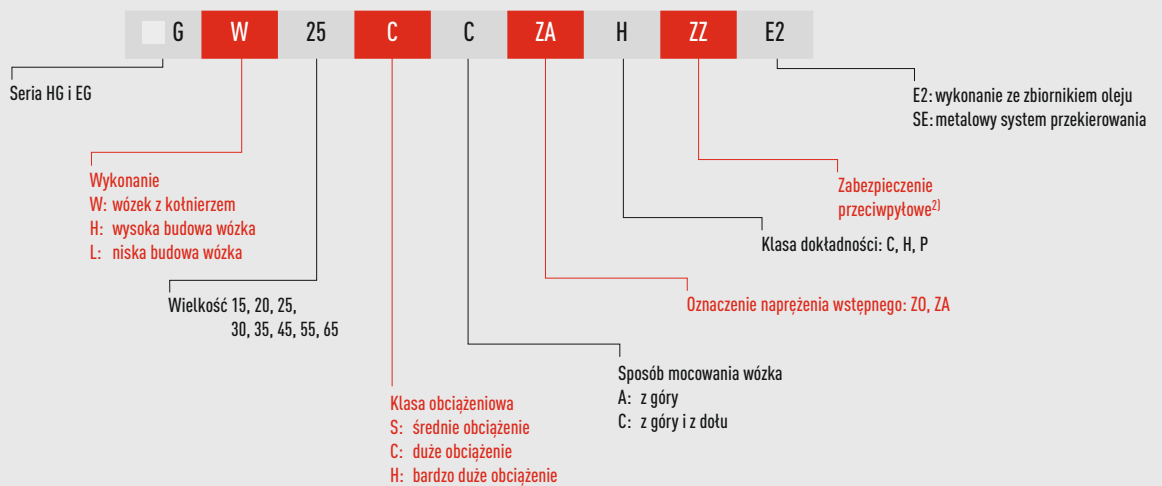 G W 25 C C ZA H ZZ E2
Seria HG i EG
E2: wykonanie ze zbiornikiem oleju
SE: metalowy system przekierowania
Wykonanie
W: wózek z kołnierzem
H: wysoka budowa wózka
L: niska budowa wózka
Zabezpieczenie
przeciwpyłowe2)
Klasa dokładności: C, H, P
Wielkość 15, 20, 25,
30, 35, 45, 55, 65
Oznaczenie naprężenia wstępnego: ZO, ZA
Sposób mocowania wózka
A: z góry
C: z góry i z dołu
Klasa obciążeniowa
S: średnie obciążenie
C: duże obciążenie
H: bardzo duże obciążenie